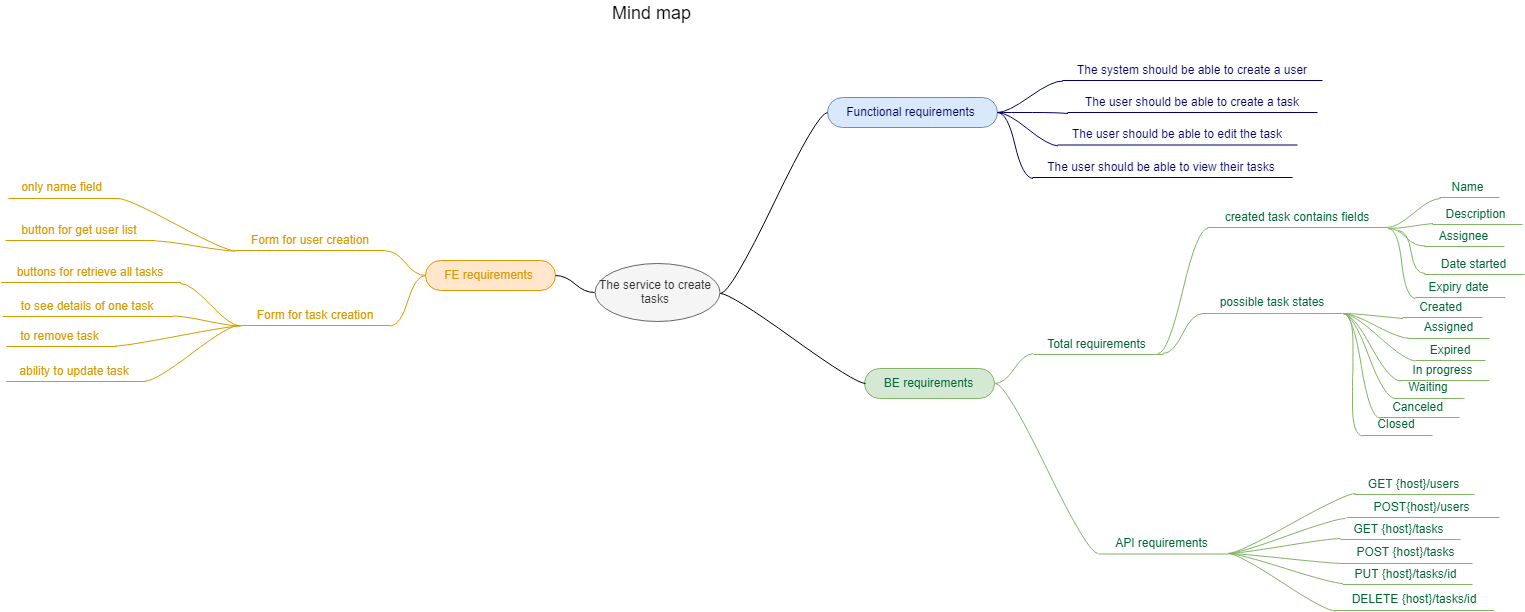 Mind map
The system should be able to create a user
Functional requirements
The user should be able to create a task
The user should be able to edit the task
The user should be able to view their tasks
only name field
button for get user list
Form for user creation
buttons for retrieve all tasks
to see details of one task
Form for task creation
to remove task
ability to update task
FE requirements
The service to create
tasks
BE requirements
Total requirements
created task contains fields
Name
Description
Assignee
Date started
Expiry date
possible task states
Created
Assigned
Expired
In progress
Waiting
Canceled
Closed
API requirements
GET {host}/users
POST{host}/users
GET {host}/tasks
POST {host}/tasks
PUT {host}/tasks/id
DELETE {host}/tasks/id